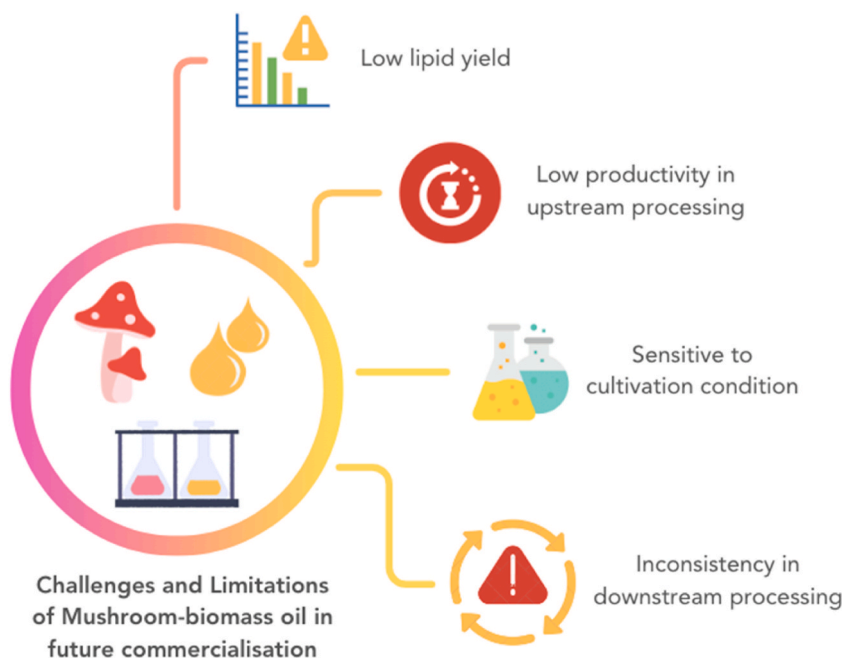 Low lipid yield
Low productivity in
upstream processing
Sensitive to
cultivation condition
Inconsistency in
downstream processing
Challenges and Limitations
of Mushroom-biomass oil in
future commercialisation